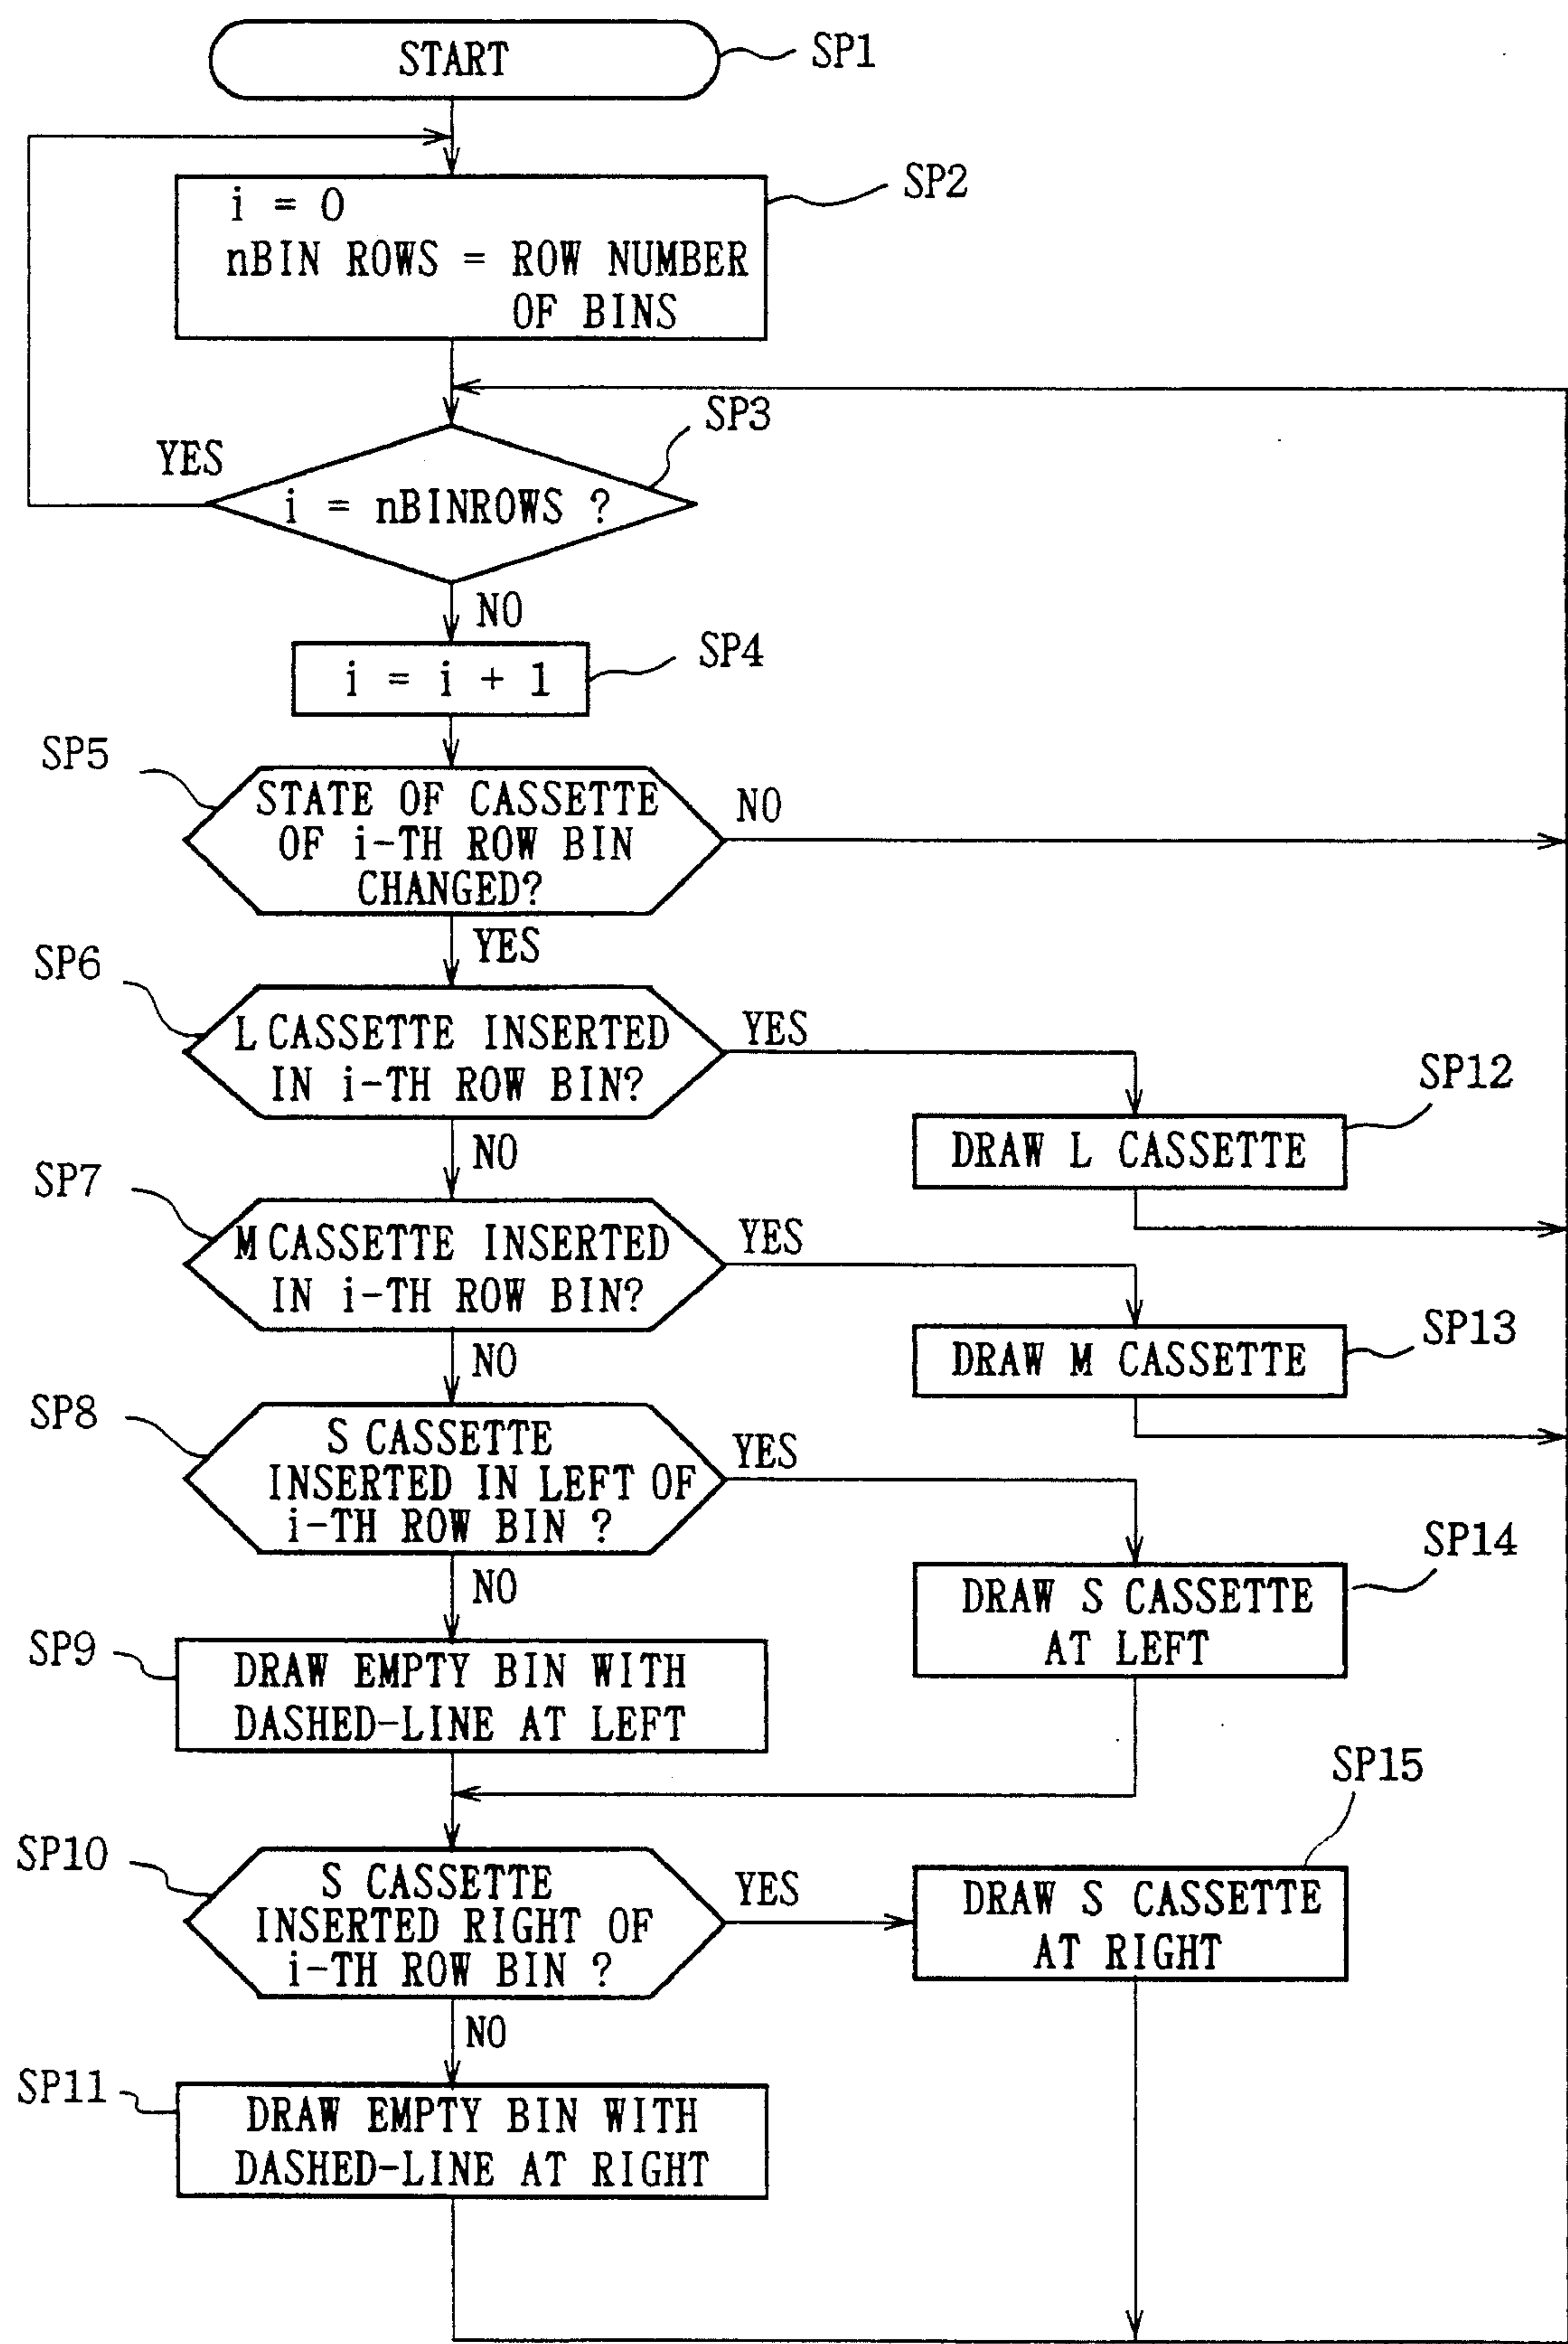 START
SP1
SP2
i = 0
nBIN ROWS = ROW NUMBER
OF BINS
SP3
YES
i = nBINROWS ?
NO
SP4
i = i + 1
SP5
STATE OF CASSETTE
OF i-TH ROW BIN
CHANGED?
NO
YES
SP6
L CASSETTE INSERTED
IN i-TH ROW BIN?
YES
SP12
DRAW L CASSETTE
NO
SP7
M CASSETTE INSERTED
IN i-TH ROW BIN?
YES
SP13
DRAW M CASSETTE
NO
SP8
S CASSETTE
INSERTED IN LEFT OF
i-TH ROW BIN ?
YES
SP14
DRAW S CASSETTE
AT LEFT
NO
SP9
DRAW EMPTY BIN WITH
DASHED-LINE AT LEFT
SP15
SP10
S CASSETTE
INSERTED RIGHT OF
i-TH ROW BIN ?
YES
DRAW S CASSETTE
AT RIGHT
NO
SP11
DRAW EMPTY BIN WITH
DASHED-LINE AT RIGHT